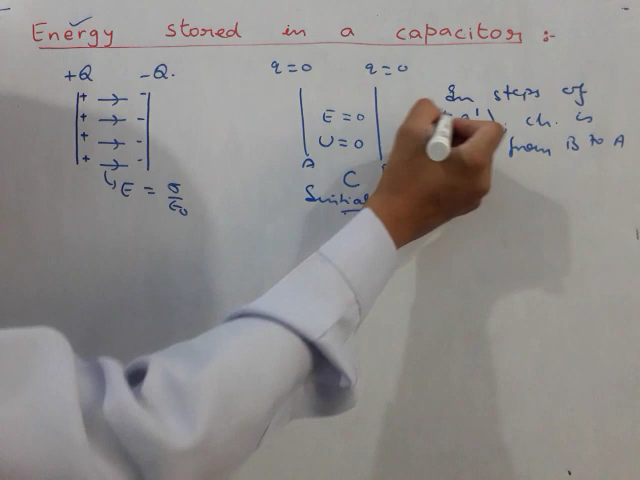 Energy stored in a capacitor :-
+Q -Q.
+ -
+ -
+ -
+ -
E = σ/ε0
q=0 q=0
E=0
U=0
A
C
In steps of
ch. is
from B to A